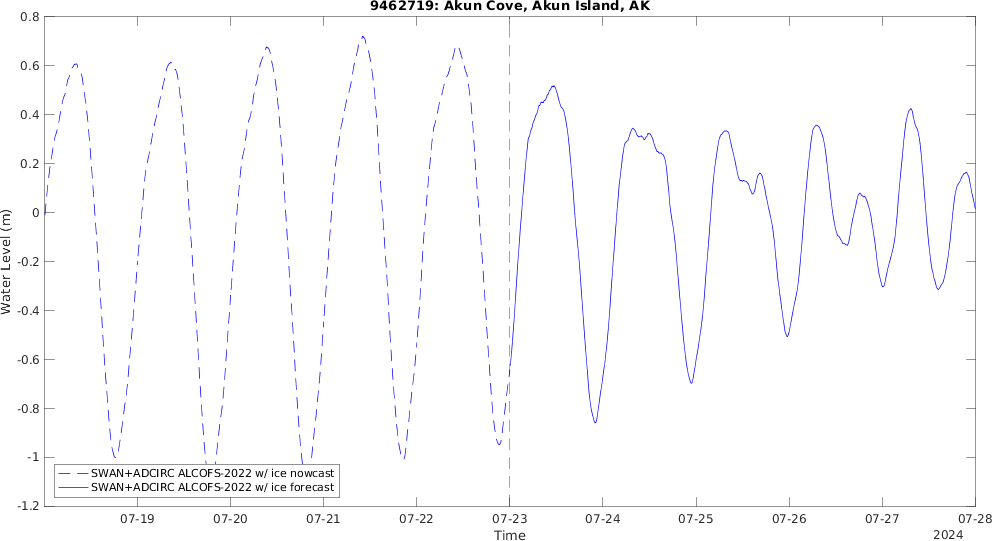 9462719: Akun Cove, Akun Island, AK
0.8
0.6
0.4
0.2
0
-0.2
-0.4
-0.6
-0.8
-1
-1.2
Water Level (m)
SWAN+ADCIRC ALCOFS-2022 w/ ice nowcast
SWAN+ADCIRC ALCOFS-2022 w/ ice forecast
07-19 07-20 07-21 07-22 07-23 07-24 07-25 07-26 07-27 07-28
Time
2024